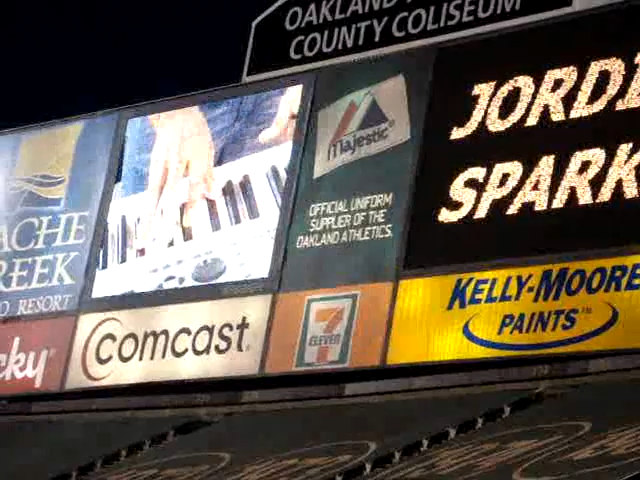 OAKLAND
COUNTY COLISEUM
JORDI
SPARK
Majestic
OFFICIAL UNIFORM
SUPPLIER OF THE
OAKLAND ATHLETICS.
ACHE
REEK
O RESORT
KELLY-MOORE
PAINTS
cky
comcast
7
ELEVEN